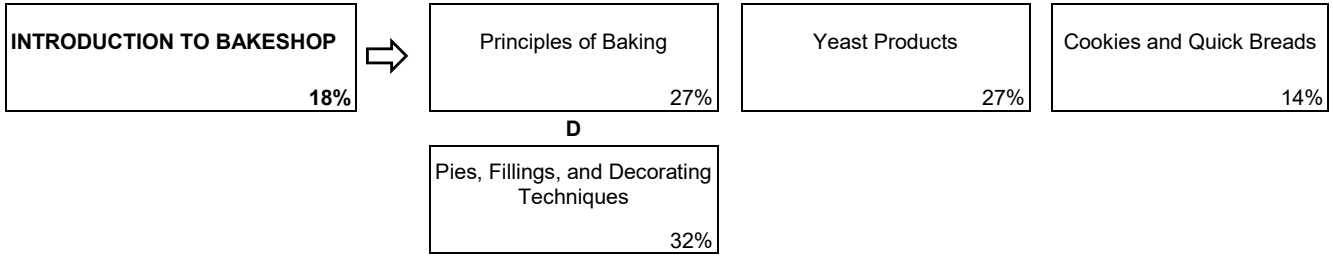 INTRODUCTION TO BAKESHOP
18%
Principles of Baking
27%
Yeast Products
27%
Cookies and Quick Breads
14%
D
Pies, Fillings, and Decorating
Techniques
32%